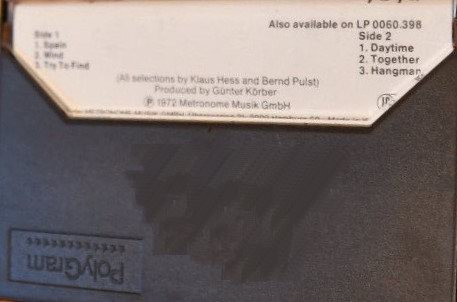 Also available on LP 0060.398
Side 1
1. Spain
2. Wind
3. Try To Find
Side 2
1. Daytime
2. Together
3. Hangman
(All selections by Klaus Hess and Bernd Pulst)
Produced by Günter Körber
Ⓟ 1972 Metronome Musik GmbH
PolyGram